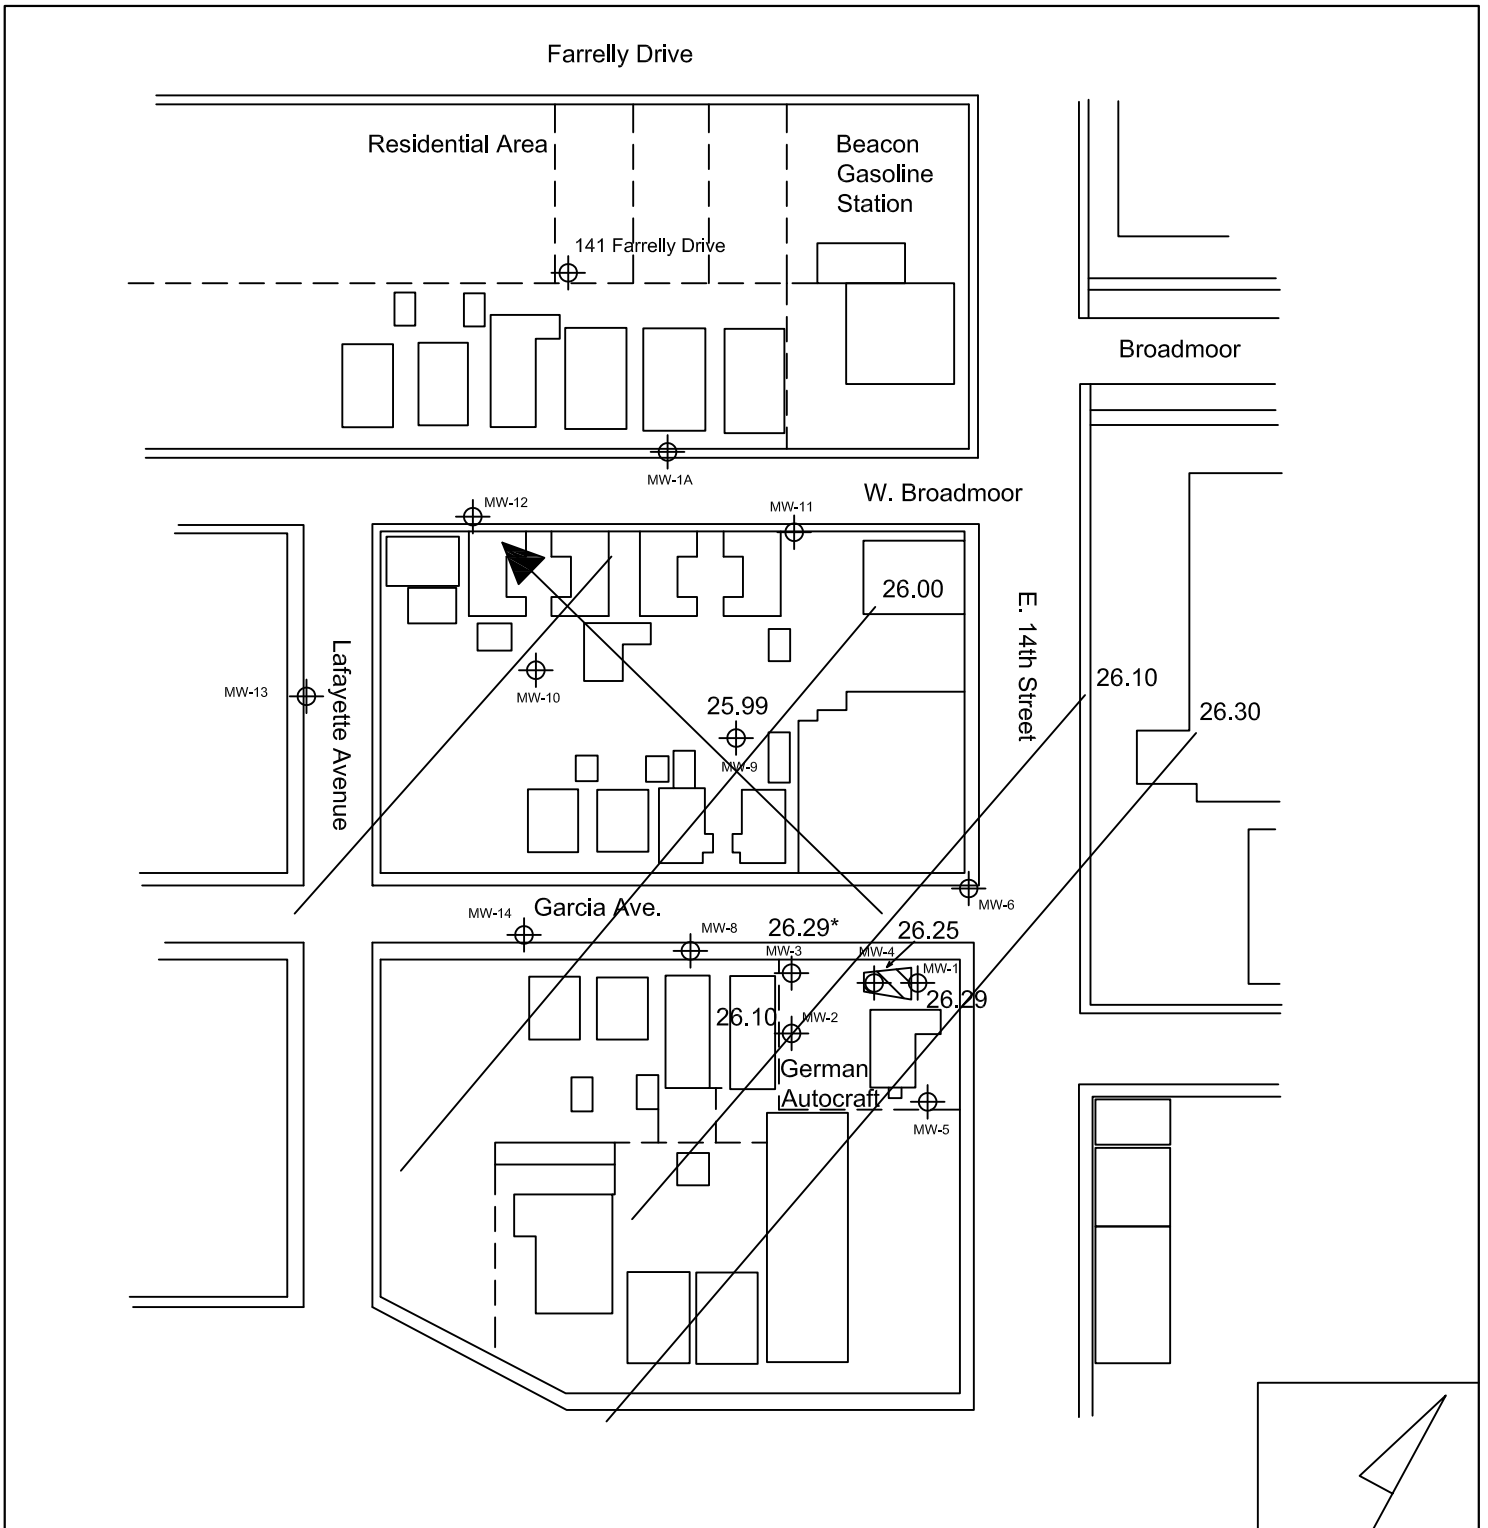 Farrelly Drive
Residential Area
Beacon
Gasoline
Station
141 Farrelly Drive
Broadmoor
MW-1A
W. Broadmoor
MW-12
MW-11
26.00
E. 14th Street
Lafayette Avenue
MW-13
MW-10
26.10
25.99
26.30
MW-9
MW-6
Garcia Ave.
MW-14
MW-8
26.29*
26.25
MW-3
MW-4
MW-1
26.29
26.10
MW-2
German
Autocraft
MW-5